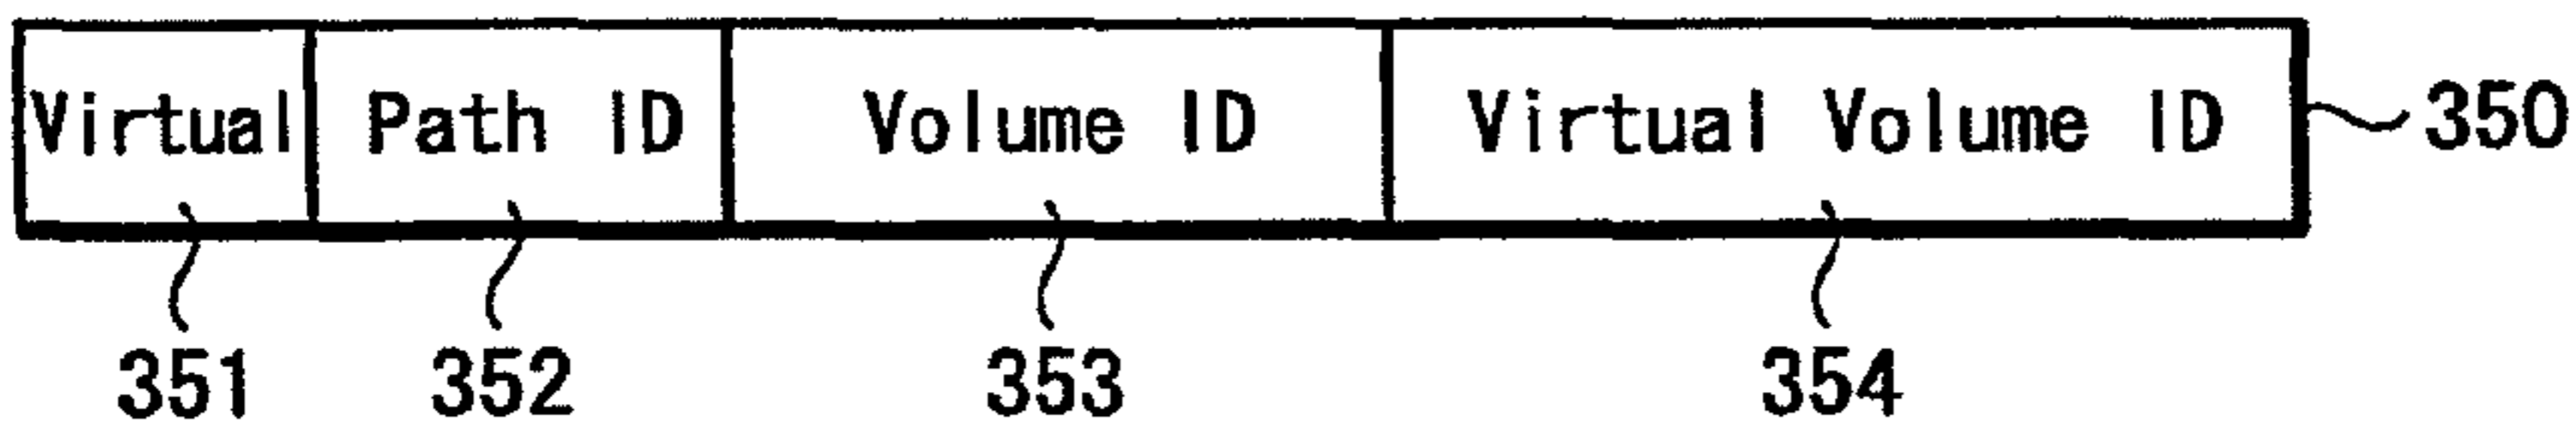 Virtual Path ID Volume ID Virtual Volume ID 350
351 352 353 354